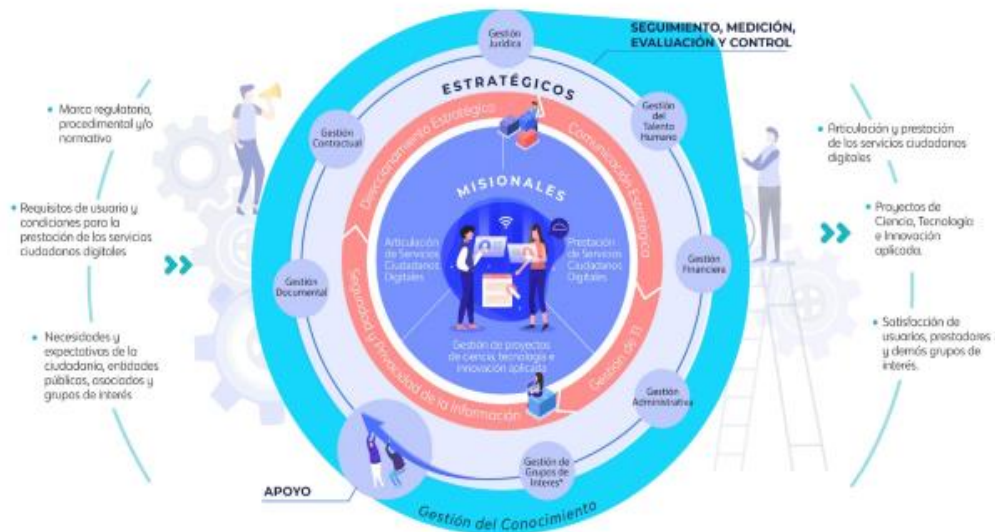 Marco regulatorio,
procedimental y/o
normativo
Requisitos de usuario y
condiciones para la
prestación de los servicios
ciudadanos digitales
Necesidades y
expectativas de la
ciudadanía, entidades
públicas, asociados y
grupos de interés
SEGUIMIENTO, MEDICIÓN,
EVALUACIÓN Y CONTROL
Gestión
Jurídica
ESTRATÉGICOS
Gestión
Contractual
Gestión
del
Talento
Humano
Direccionamiento Estratégico
Comunicación Estratégica
MISIONALES
Articulación
de Servicios
Ciudadanos
Digitales
Prestación
de Servicios
Ciudadanos
Digitales
Gestión
Documental
Gestión
Financiera
Seguridad y Privacidad de la Información
Gestión de TI
Gestión de proyectos
de ciencia, tecnología e
innovación aplicada
Gestión
Administrativa
Gestión de
Grupos de
Interes*
APOYO
Gestión del Conocimiento
Articulación y prestación
de los servicios ciudadanos
digitales
Proyectos de
Ciencia, Tecnología
e Innovación
aplicada.
Satisfacción de
usuarios, prestadores
y demás grupos de
interés.